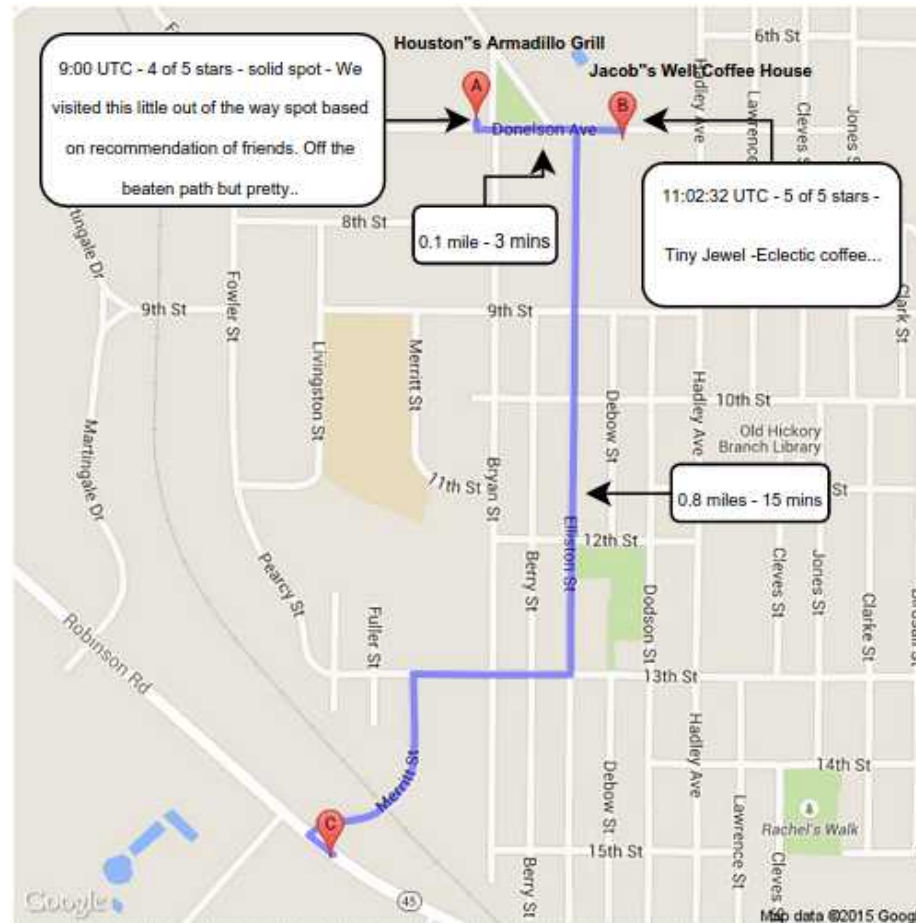 Houston"s Armadillo Grill
6th St
9:00 UTC - 4 of 5 stars - solid spot - We
visited this little out of the way spot based
on recommendation of friends. Off the
beaten path but pretty..
Jacob"s Well Coffee House
A
B
Hadley Ave
Lawrence
Cleves St
Jones St
Donelson Ave
11:02:32 UTC - 5 of 5 stars -
Tiny Jewel -Eclectic coffee...
0.1 mile - 3 mins
8th St
tingale Dr
Fowler St
9th St
9th St
Clark St
Livingston St
Merritt St
Debow St
Hadley Ave
10th St
Old Hickory
Branch Library
Martingale Dr
11th St
Bryan St
0.8 miles - 15 mins
St
Elliston St
12th St
Pearcy St
Berry St
Dodson St
Cleves St
Jones St
Clarke St
Fuller St
Robinson Rd
13th St
Merritt St
Hadley Ave
14th St
Debow St
Lawrence St
Rachel's Walk
C
Berry St
15th St
Cleves S
45
Google
Map data ©2015 Goog